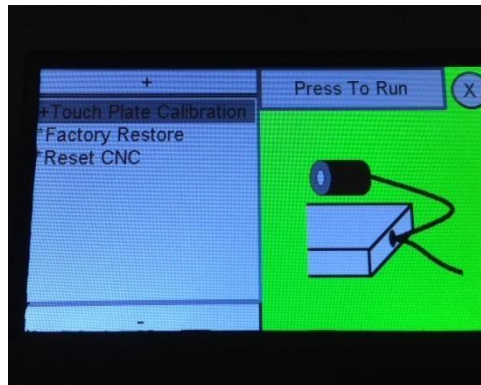 +
Press To Run
X
+Touch Plate Calibration
*Factory Restore
*Reset CNC
-